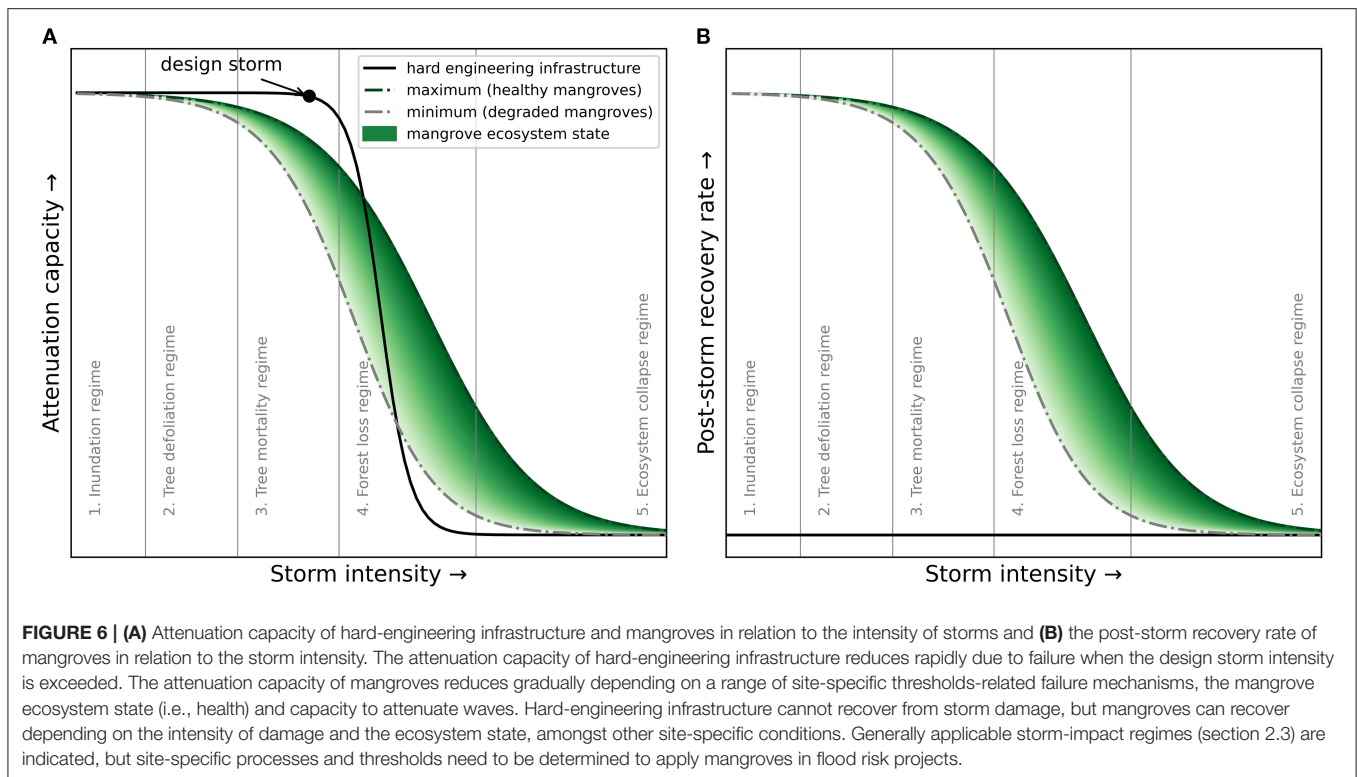 A
design storm
hard engineering infrastructure
maximum (healthy mangroves)
minimum (degraded mangroves)
mangrove ecosystem state
Attenuation capacity →
1. Inundation regime
2. Tree defoliation regime
3. Tree mortality regime
4. Forest loss regime
5. Ecosystem collapse regime
Storm intensity →
B
Post-storm recovery rate →
1. Inundation regime
2. Tree defoliation regime
3. Tree mortality regime
4. Forest loss regime
5. Ecosystem collapse regime
Storm intensity →
FIGURE 6 | (A) Attenuation capacity of hard-engineering infrastructure and mangroves in relation to the intensity of storms and (B) the post-storm recovery rate of
mangroves in relation to the storm intensity. The attenuation capacity of hard-engineering infrastructure reduces rapidly due to failure when the design storm intensity
is exceeded. The attenuation capacity of mangroves reduces gradually depending on a range of site-specific thresholds-related failure mechanisms, the mangrove
ecosystem state (i.e., health) and capacity to attenuate waves. Hard-engineering infrastructure cannot recover from storm damage, but mangroves can recover
depending on the intensity of damage and the ecosystem state, amongst other site-specific conditions. Generally applicable storm-impact regimes (section 2.3) are
indicated, but site-specific processes and thresholds need to be determined to apply mangroves in flood risk projects.